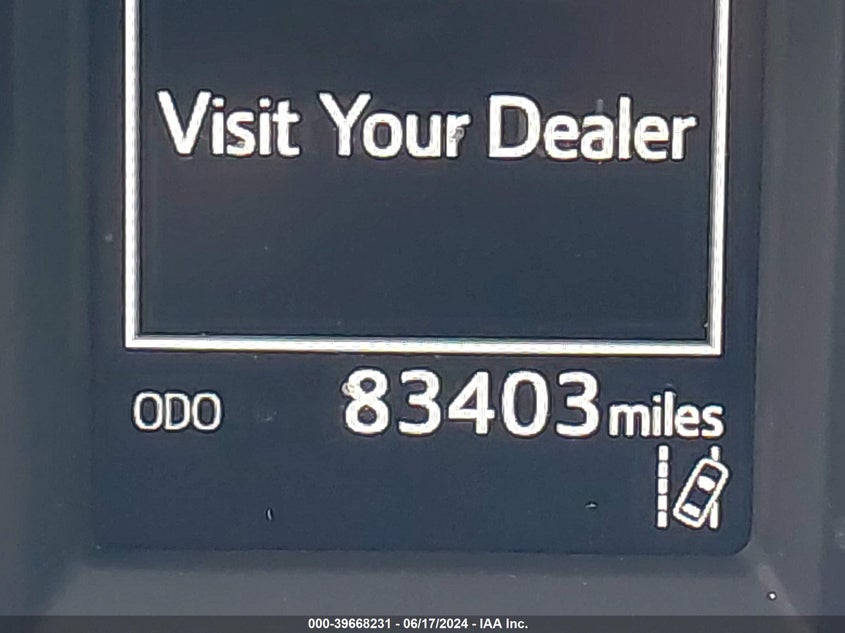 Visit Your Dealer
ODO 83403 miles
000-39668231 - 06/17/2024 - IAA Inc.